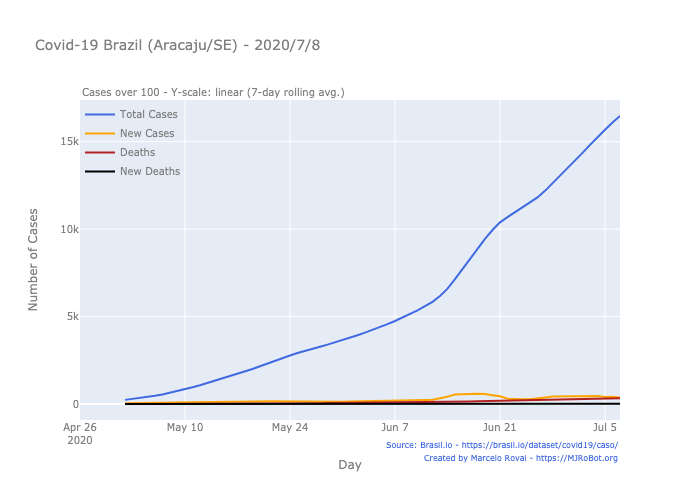 Covid-19 Brazil (Aracaju/SE) - 2020/7/8
Cases over 100 - Y-scale: linear (7-day rolling avg.)
Total Cases
New Cases
Deaths
New Deaths
Number of Cases
15k
10k
5k
0
Apr 26
2020
May 10
May 24
Jun 7
Jun 21
Jul 5
Day
Source: Brasil.io - https://brasil.io/dataset/covid19/caso/
Created by Marcelo Rovai - https://MJRoBot.org